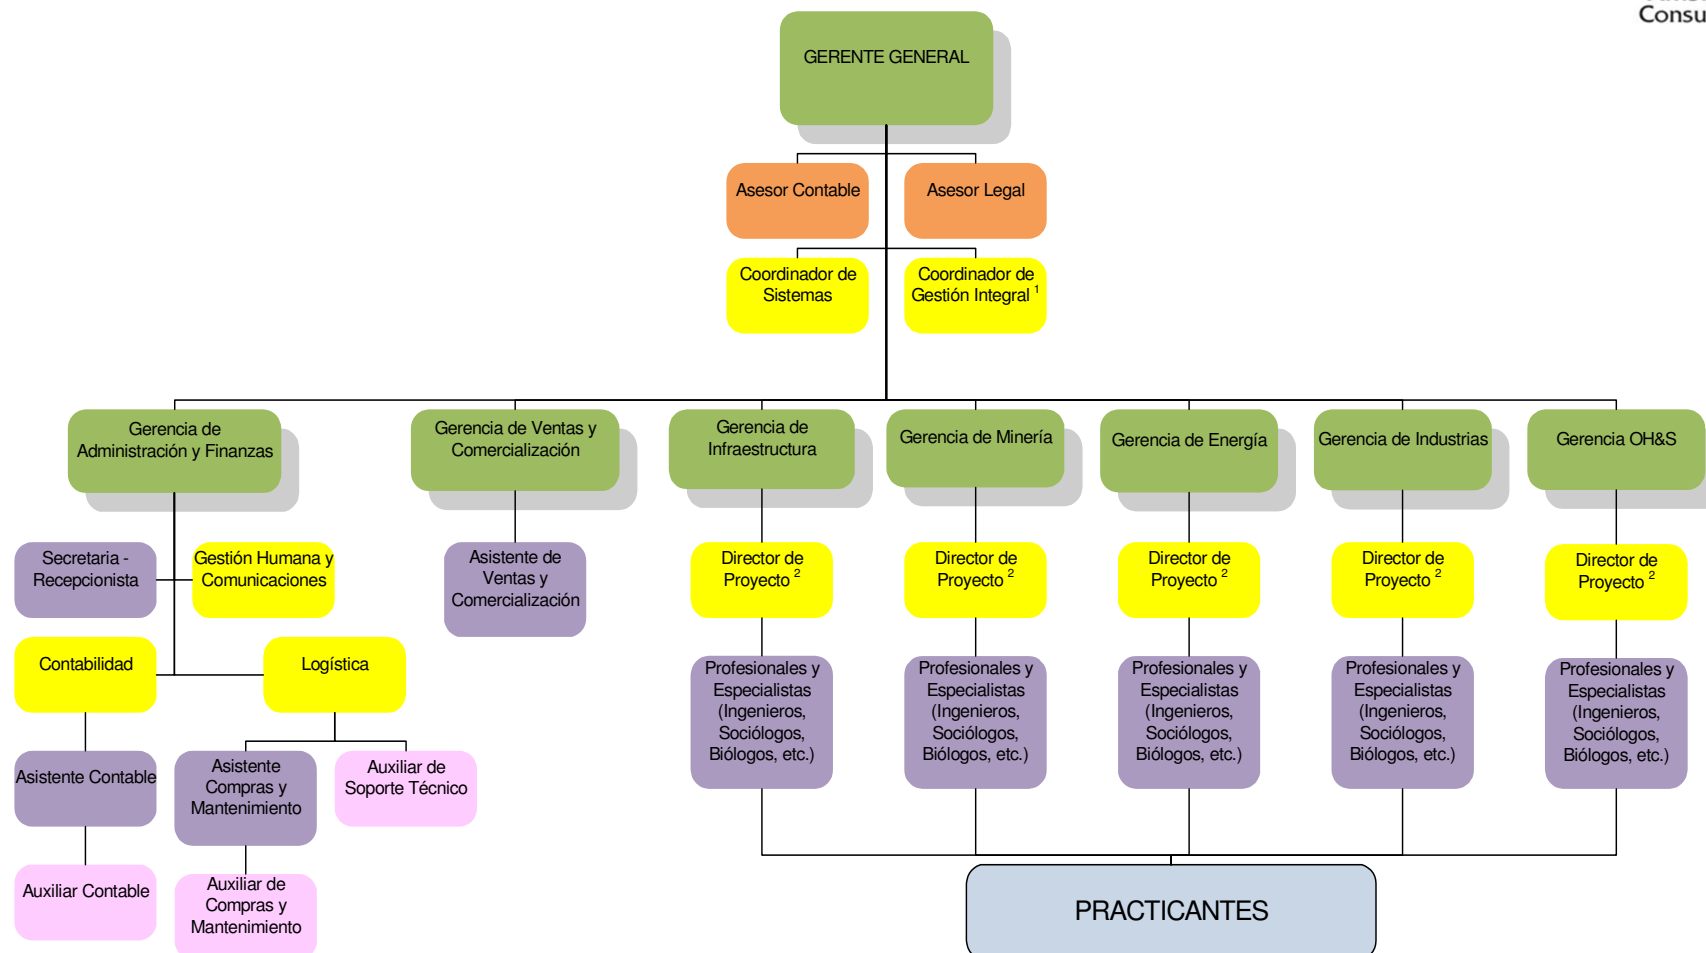 Consu
GERENTE GENERAL
Asesor Contable
Asesor Legal
Coordinador de
Sistemas
Coordinador de
Gestión Integral ¹
Gerencia de
Administración y Finanzas
Gerencia de Ventas y
Comercialización
Gerencia de
Infraestructura
Gerencia de Minería
Gerencia de Energía
Gerencia de Industrias
Gerencia OH&S
Secretaria -
Recepcionista
Gestión Humana y
Comunicaciones
Asistente de
Ventas y
Comercialización
Director de
Proyecto ²
Director de
Proyecto ²
Director de
Proyecto ²
Director de
Proyecto ²
Director de
Proyecto ²
Contabilidad
Logística
Profesionales y
Especialistas
(Ingenieros,
Sociólogos,
Biólogos, etc.)
Profesionales y
Especialistas
(Ingenieros,
Sociólogos,
Biólogos, etc.)
Profesionales y
Especialistas
(Ingenieros,
Sociólogos,
Biólogos, etc.)
Profesionales y
Especialistas
(Ingenieros,
Sociólogos,
Biólogos, etc.)
Profesionales y
Especialistas
(Ingenieros,
Sociólogos,
Biólogos, etc.)
Asistente Contable
Asistente
Compras y
Mantenimiento
Auxiliar de
Soporte Técnico
Auxiliar Contable
Auxiliar de
Compras y
Mantenimiento
PRACTICANTES